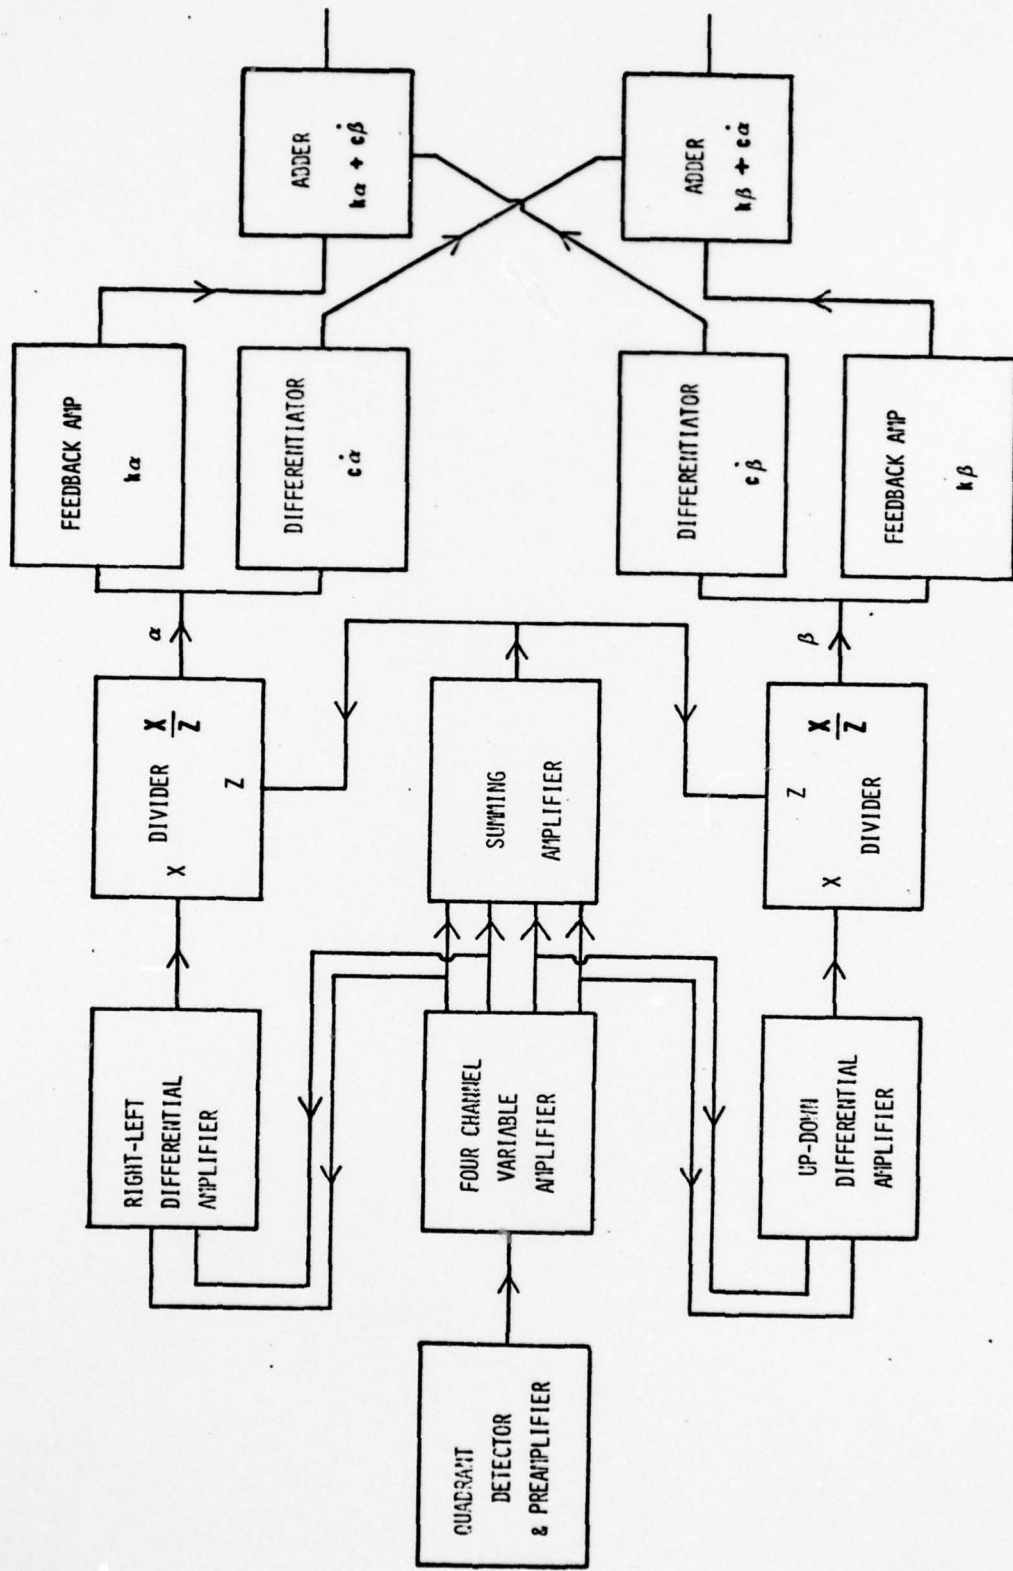 QUADRANT
DETECTOR
& PREAMPLIFIER
RIGHT-LEFT
DIFFERENTIAL
AMPLIFIER
FOUR CHANNEL
VARIABLE
AMPLIFIER
UP-DOWN
DIFFERENTIAL
AMPLIFIER
X
DIVIDER
X
Z
Z
SUMMING
AMPLIFIER
Z
X
X
Z
DIVIDER
α
β
FEEDBACK AMP
kα
DIFFERENTIATOR
cα̇
DIFFERENTIATOR
cβ̇
FEEDBACK AMP
kβ
ADDER
kα + cβ̇
ADDER
kβ + cα̇